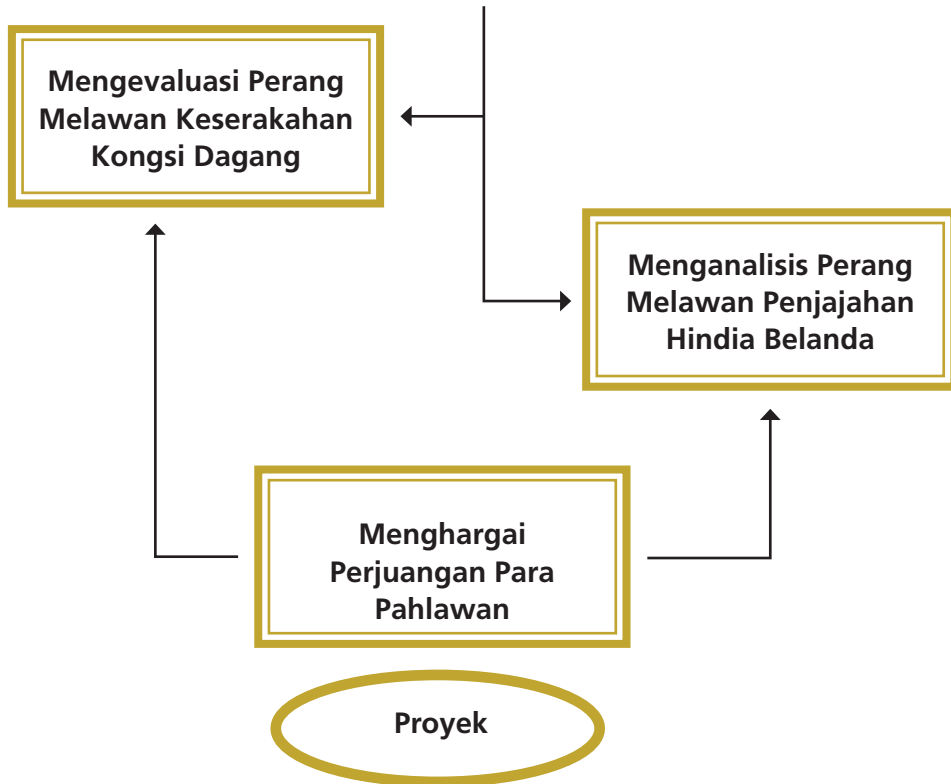 Mengevaluasi Perang
Melawan Keserakahan
Kongsi Dagang
Menganalisis Perang
Melawan Penjajahan
Hindia Belanda
Menghargai
Perjuangan Para
Pahlawan
Proyek